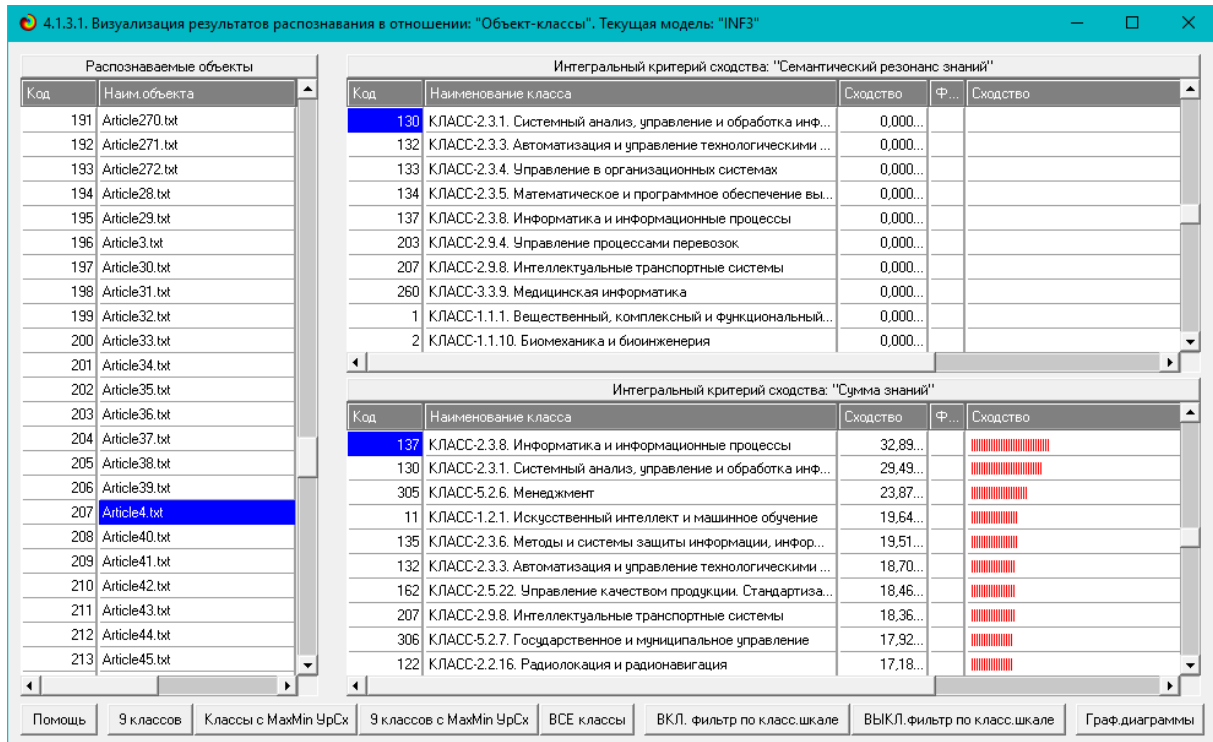 4.1.3.1. Визуализация результатов распознавания в отношении: "Объект-классы". Текущая модель: "INF3"
Распознаваемые объекты
Код Наим.объекта
191 Article270.txt
192 Article271.txt
193 Article272.txt
194 Article28.txt
195 Article29.txt
196 Article3.txt
197 Article30.txt
198 Article31.txt
199 Article32.txt
200 Article33.txt
201 Article34.txt
202 Article35.txt
203 Article36.txt
204 Article37.txt
205 Article38.txt
206 Article39.txt
207 Article4.txt
208 Article40.txt
209 Article41.txt
210 Article42.txt
211 Article43.txt
212 Article44.txt
213 Article45.txt
Интегральный критерий сходства: "Семантический резонанс знаний"
Код Наименование класса Сходство Ф... Сходство
130 КЛАСС-2.3.1. Системный анализ, управление и обработка инф... 0,000...
132 КЛАСС-2.3.3. Автоматизация и управление технологическими ... 0,000...
133 КЛАСС-2.3.4. Управление в организационных системах 0,000...
134 КЛАСС-2.3.5. Математическое и программное обеспечение вы... 0,000...
137 КЛАСС-2.3.8. Информатика и информационные процессы 0,000...
203 КЛАСС-2.9.4. Управление процессами перевозок 0,000...
207 КЛАСС-2.9.8. Интеллектуальные транспортные системы 0,000...
260 КЛАСС-3.3.9. Медицинская информатика 0,000...
1 КЛАСС-1.1.1. Вещественный, комплексный и функциональный... 0,000...
2 КЛАСС-1.1.10. Биомеханика и биоинженерия 0,000...
Интегральный критерий сходства: "Сумма знаний"
Код Наименование класса Сходство Ф... Сходство
137 КЛАСС-2.3.8. Информатика и информационные процессы 32,89...
130 КЛАСС-2.3.1. Системный анализ, управление и обработка инф... 29,49...
305 КЛАСС-5.2.6. Менеджмент 23,87...
11 КЛАСС-1.2.1. Искусственный интеллект и машинное обучение 19,64...
135 КЛАСС-2.3.6. Методы и системы защиты информации, инфор... 19,51...
132 КЛАСС-2.3.3. Автоматизация и управление технологическими ... 18,70...
162 КЛАСС-2.5.22. Управление качеством продукции. Стандартиза... 18,46...
207 КЛАСС-2.9.8. Интеллектуальные транспортные системы 18,36...
306 КЛАСС-5.2.7. Государственное и муниципальное управление 17,92...
122 КЛАСС-2.2.16. Радиолокация и радионавигация 17,18...
Помощь 9 классов Классы с MaxMin УрСх 9 классов с MaxMin УрСх ВСЕ классы ВКЛ. фильтр по класс.шкале ВЫКЛ.фильтр по класс.шкале Граф.диаграммы